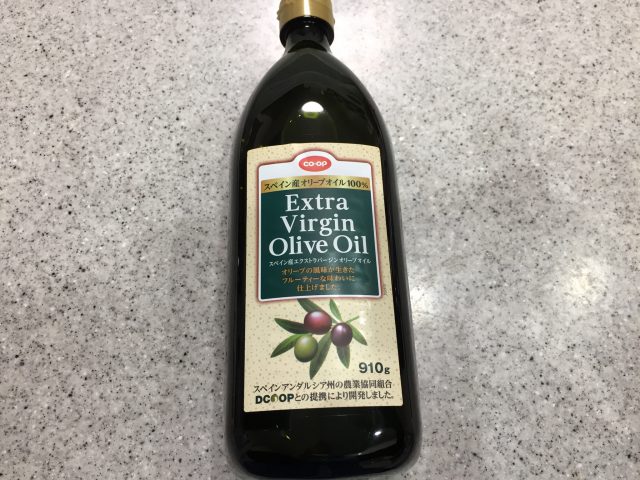 CO·OP
スペイン産オリーブオイル100%
Extra
Virgin
Olive Oil
スペイン産エクストラバージンオリーブオイル
オリーブの風味が生きた
フルーティーな味わいに
仕上げました。
910g
スペインアンダルシア州の農業協同組合
DCOOPとの提携により開発しました。